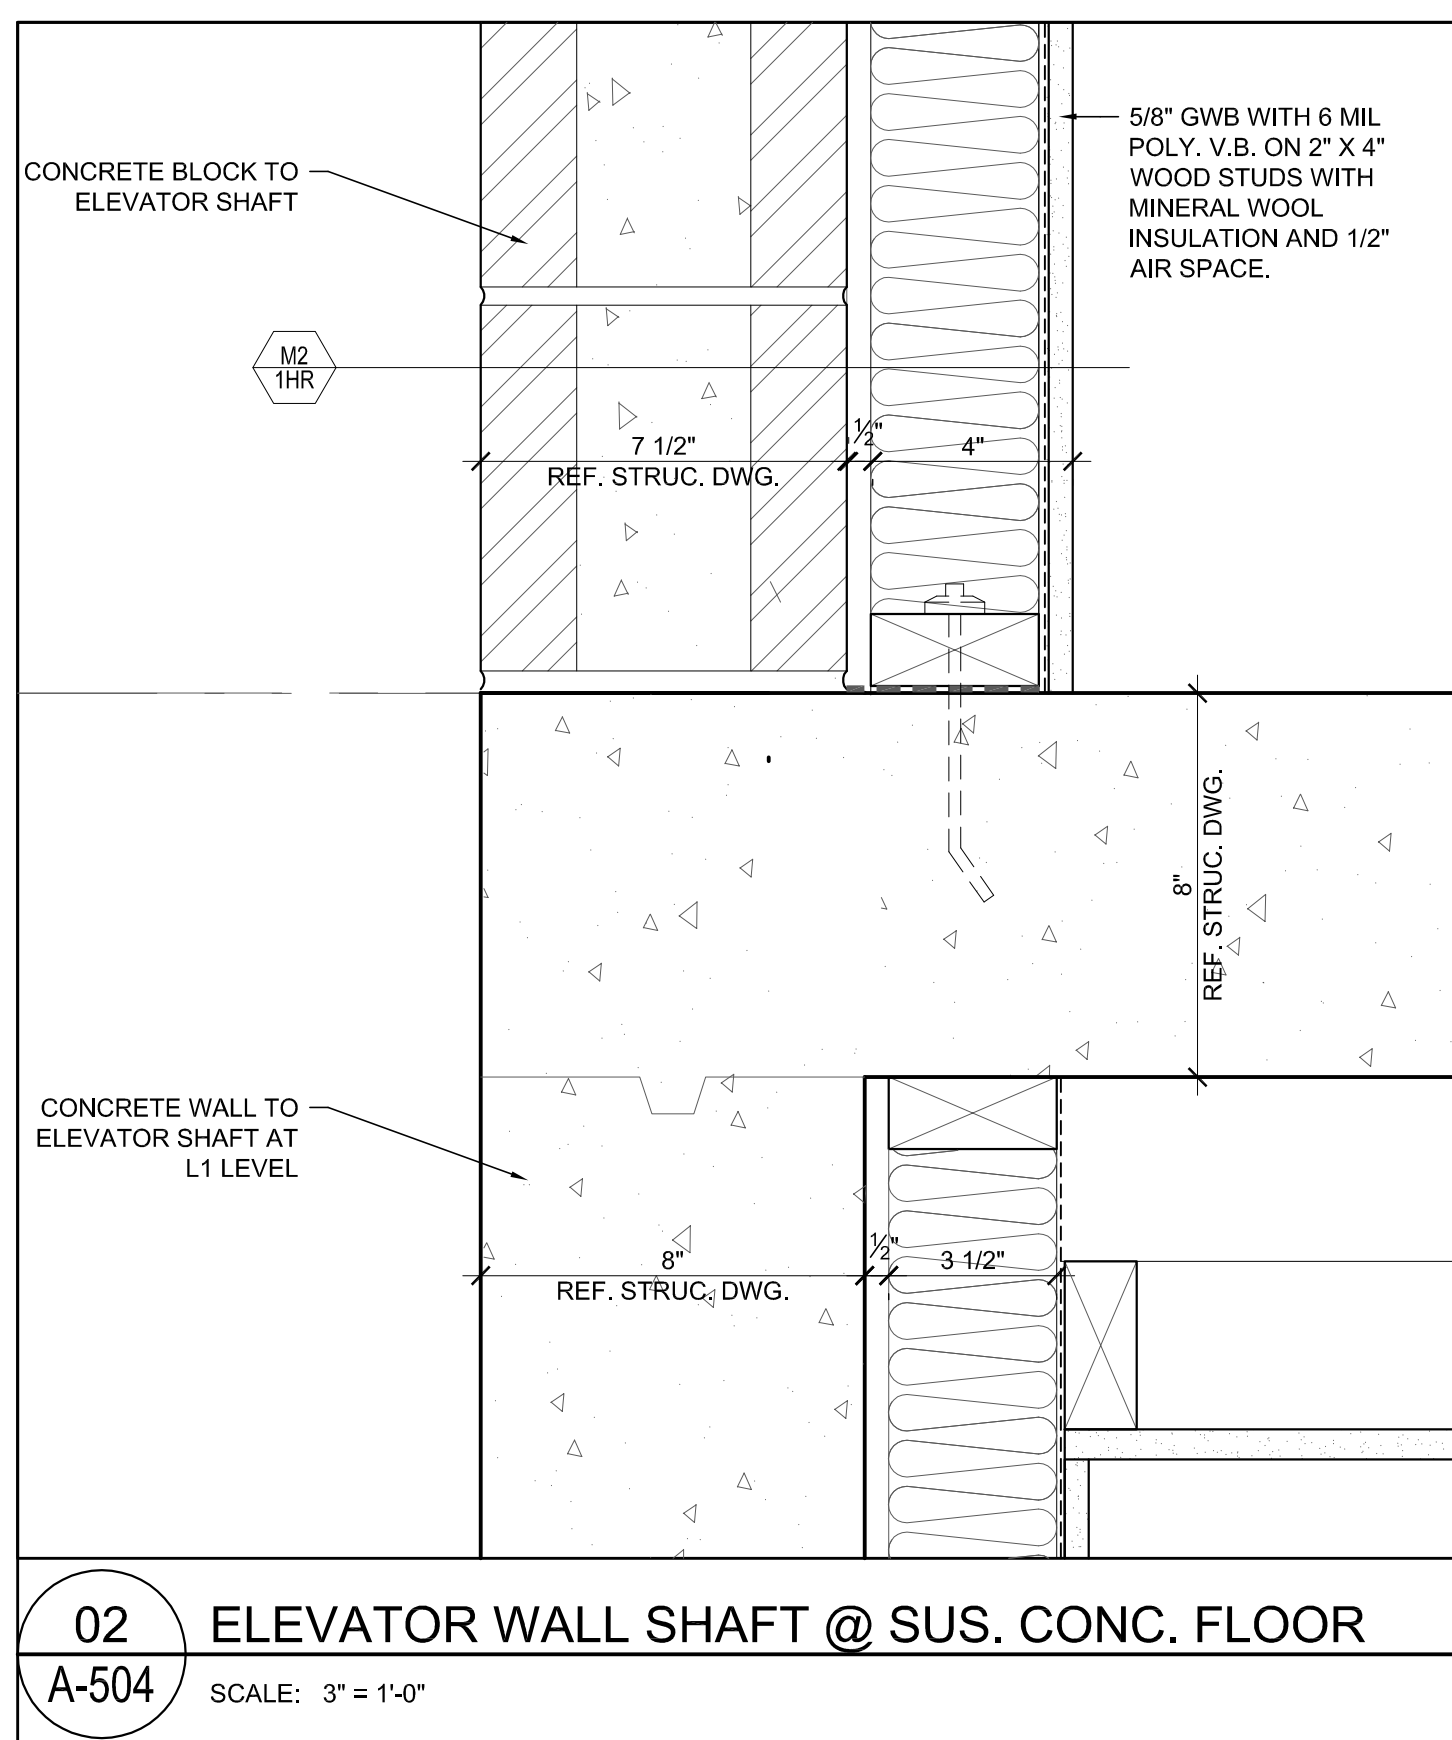 5/8" GWB WITH 6 MIL
POLY. V.B. ON 2" X 4"
WOOD STUDS WITH
MINERAL WOOL
INSULATION AND 1/2"
AIR SPACE.
CONCRETE BLOCK TO
ELEVATOR SHAFT
M2
1HR
7 1/2"
REF. STRUC. DWG.
1/2"
4"
8"
REF. STRUC. DWG.
CONCRETE WALL TO
ELEVATOR SHAFT AT
L1 LEVEL
8"
REF. STRUC. DWG.
1/2"
3 1/2"
02
A-504
ELEVATOR WALL SHAFT @ SUS. CONC. FLOOR
SCALE: 3" = 1'-0"